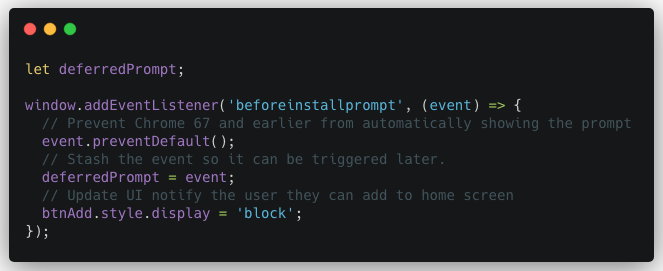 let deferredPrompt;
window.addEventListener('beforeinstallprompt', (event) => {
// Prevent Chrome 67 and earlier from automatically showing the prompt
event.preventDefault();
// Stash the event so it can be triggered later.
deferredPrompt = event;
// Update UI notify the user they can add to home screen
btnAdd.style.display = 'block';
});